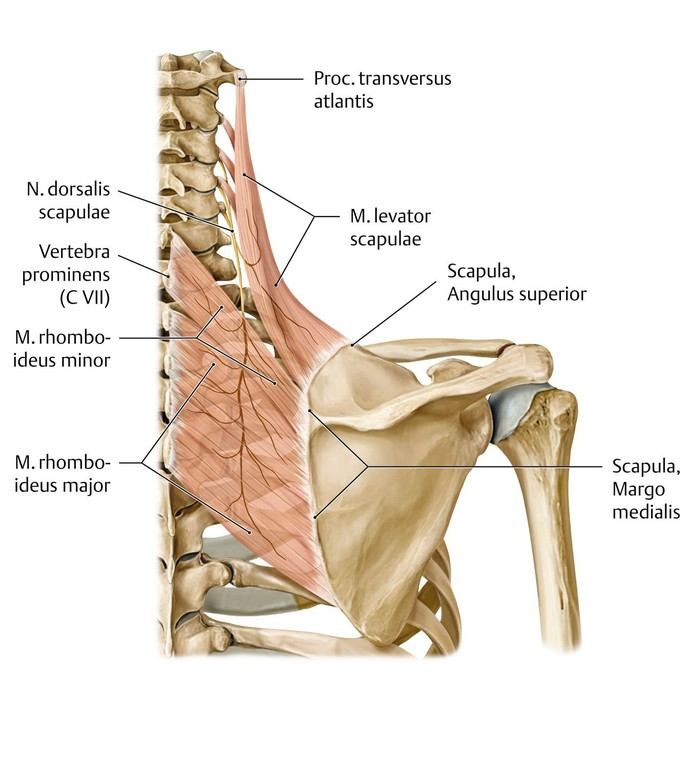 Proc. transversus
atlantis
N. dorsalis
scapulae
M. levator
scapulae
Vertebra
prominens
(C VII)
Scapula,
Angulus superior
M. rhombo-
ideus minor
M. rhombo-
ideus major
Scapula,
Margo
medialis